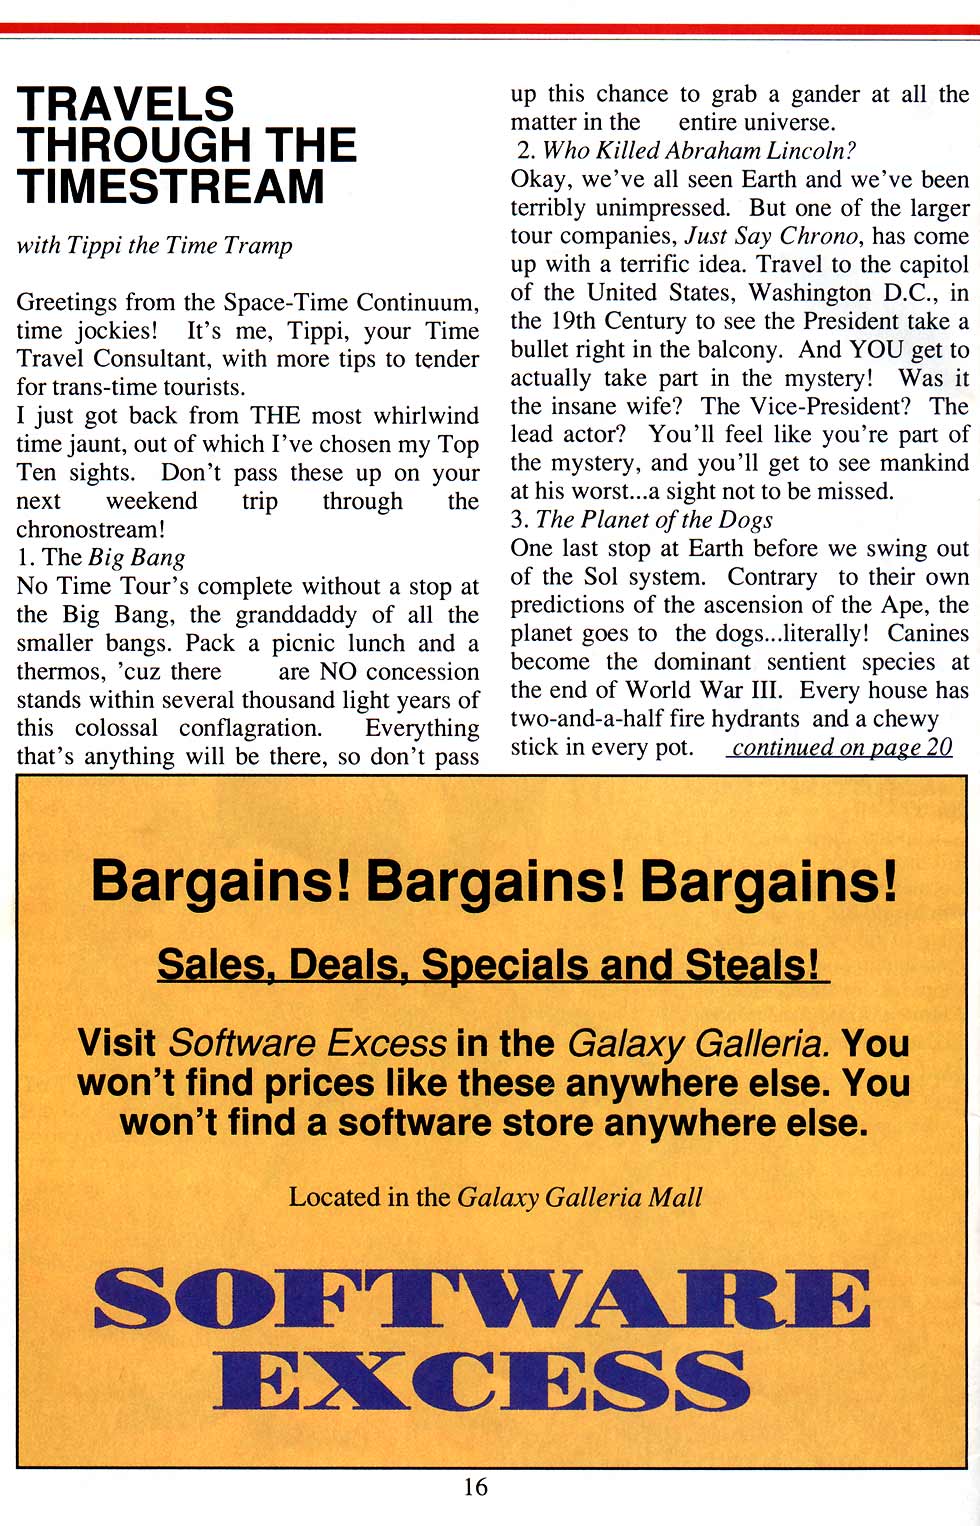 TRAVELS
THROUGH THE
TIMESTREAM
with Tippi the Time Tramp
Greetings from the Space-Time Continuum,
time jockies! It's me, Tippi, your Time
Travel Consultant, with more tips to tender
for trans-time tourists.
I just got back from THE most whirlwind
time jaunt, out of which I've chosen my Top
Ten sights. Don't pass these up on your
next weekend trip through the
chronostream!
1. The Big Bang
No Time Tour's complete without a stop at
the Big Bang, the granddaddy of all the
smaller bangs. Pack a picnic lunch and a
thermos, 'cuz there are NO concession
stands within several thousand light years of
this colossal conflagration. Everything
that's anything will be there, so don't pass
up this chance to grab a gander at all the
matter in the entire universe.
2. Who Killed Abraham Lincoln?
Okay, we've all seen Earth and we've been
terribly unimpressed. But one of the larger
tour companies, Just Say Chrono, has come
up with a terrific idea. Travel to the capitol
of the United States, Washington D.C., in
the 19th Century to see the President take a
bullet right in the balcony. And YOU get to
actually take part in the mystery! Was it
the insane wife? The Vice-President? The
lead actor? You'll feel like you're part of
the mystery, and you'll get to see mankind
at his worst...a sight not to be missed.
3. The Planet of the Dogs
One last stop at Earth before we swing out
of the Sol system. Contrary to their own
predictions of the ascension of the Ape, the
planet goes to the dogs...literally! Canines
become the dominant sentient species at
the end of World War III. Every house has
two-and-a-half fire hydrants and a chewy
stick in every pot. continued on page 20
Bargains! Bargains! Bargains!
Sales, Deals, Specials and Steals!
Visit Software Excess in the Galaxy Galleria. You
won't find prices like these anywhere else. You
won't find a software store anywhere else.
Located in the Galaxy Galleria Mall
SOFTWARE
EXCESS
16